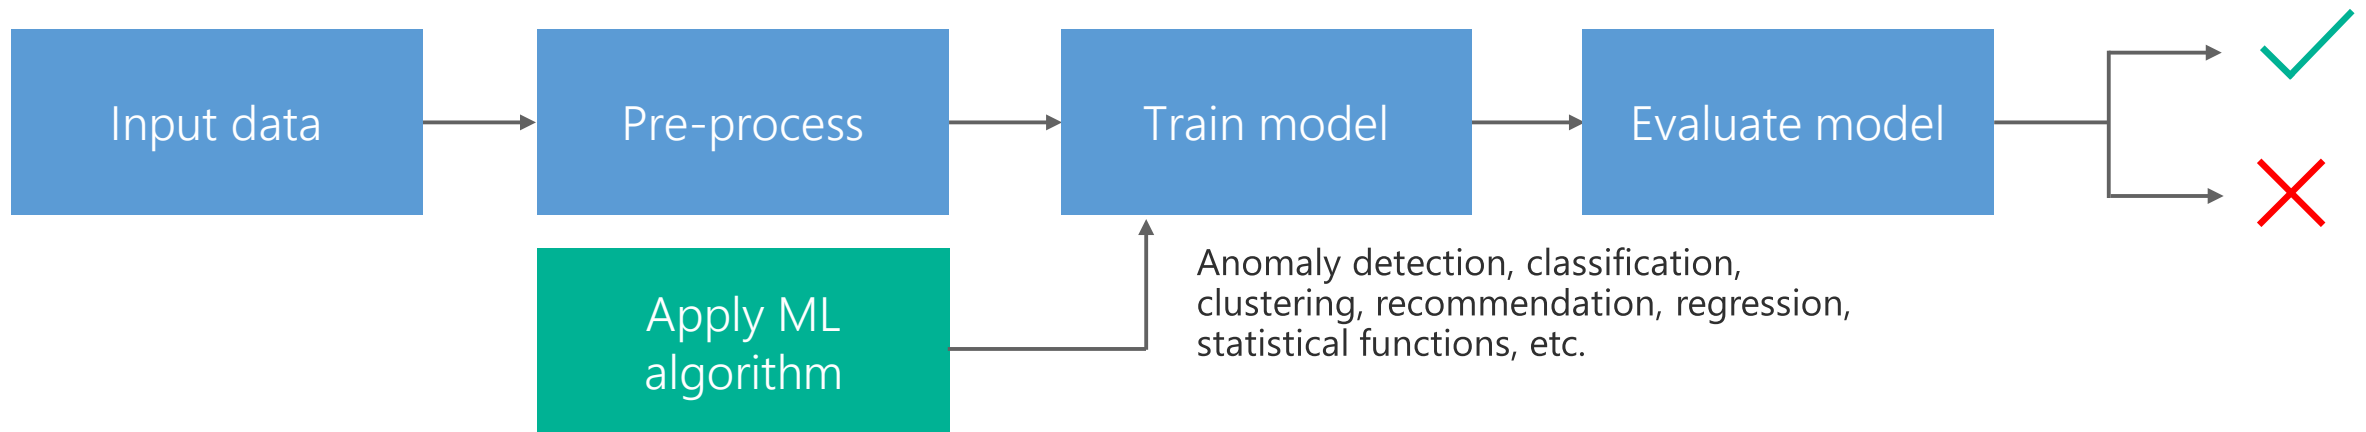 Input data
Pre-process
Train model
Evaluate model
Apply ML
algorithm
Anomaly detection, classification,
clustering, recommendation, regression,
statistical functions, etc.